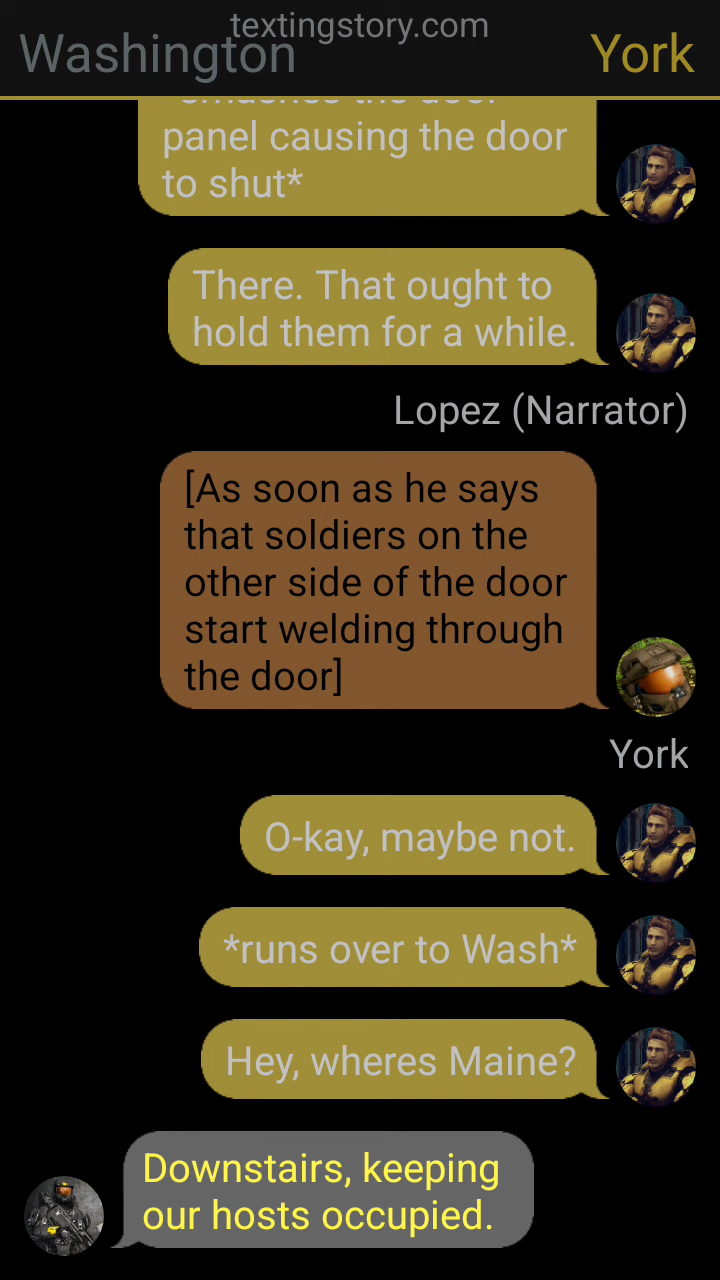 textingstory.com
Washington
York
panel causing the door
to shut*
There. That ought to
hold them for a while.
Lopez (Narrator)
[As soon as he says
that soldiers on the
other side of the door
start welding through
the door]
York
O-kay, maybe not.
*runs over to Wash*
Hey, wheres Maine?
Downstairs, keeping
our hosts occupied.